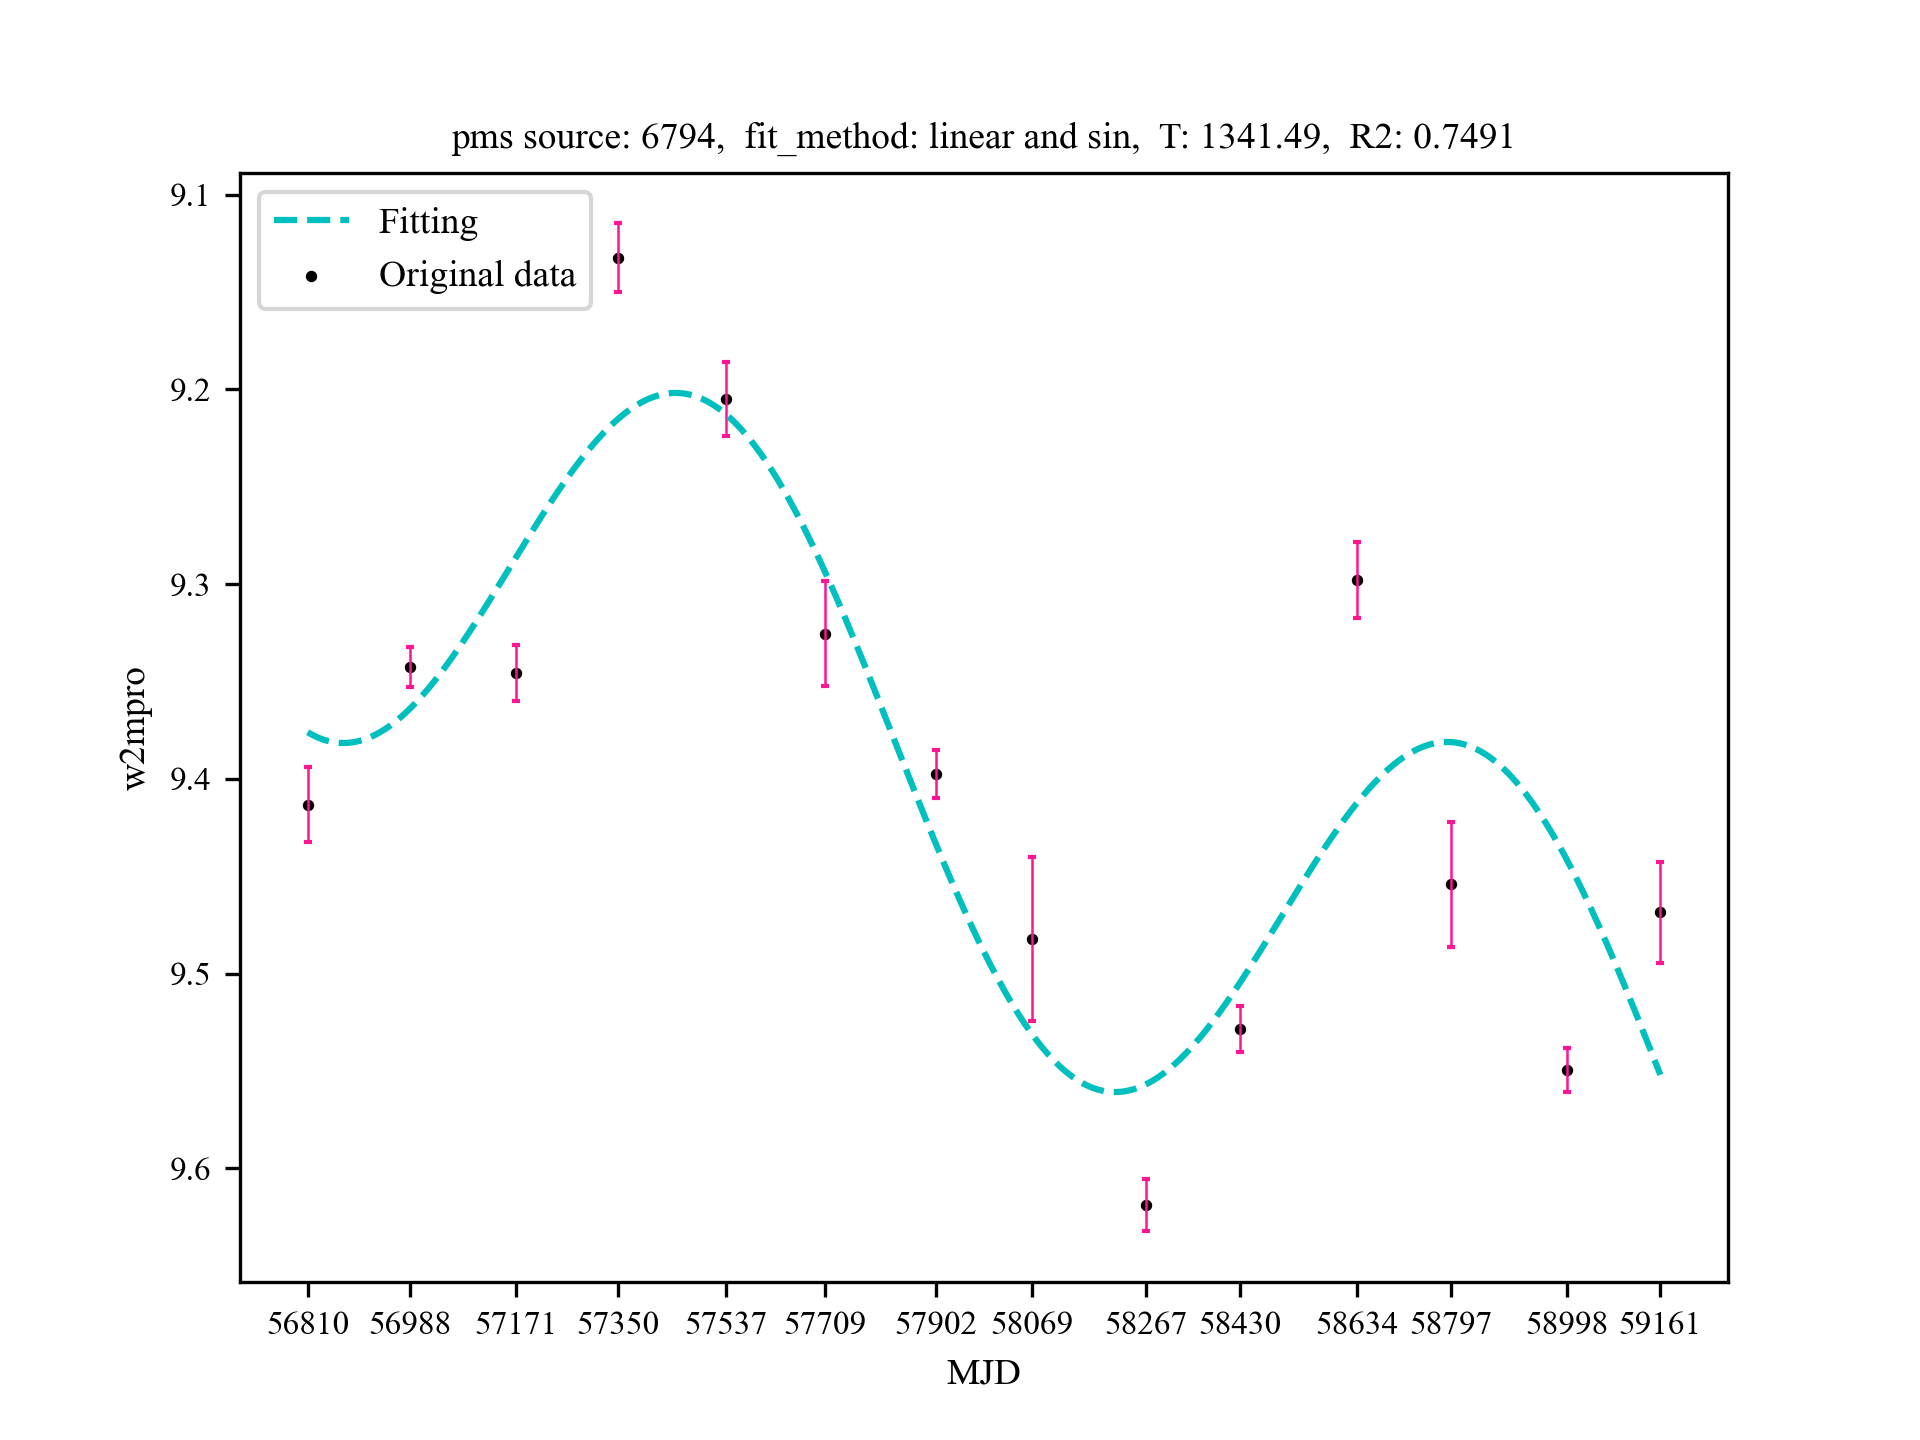 pms source: 6794,  fit_method: linear and sin,  T: 1341.49,  R2: 0.7491
Fitting
Original data
9.1
9.2
9.3
9.4
9.5
9.6
w2mpro
56810 56988 57171 57350 57537 57709 57902 58069 58267 58430 58634 58797 58998 59161
MJD